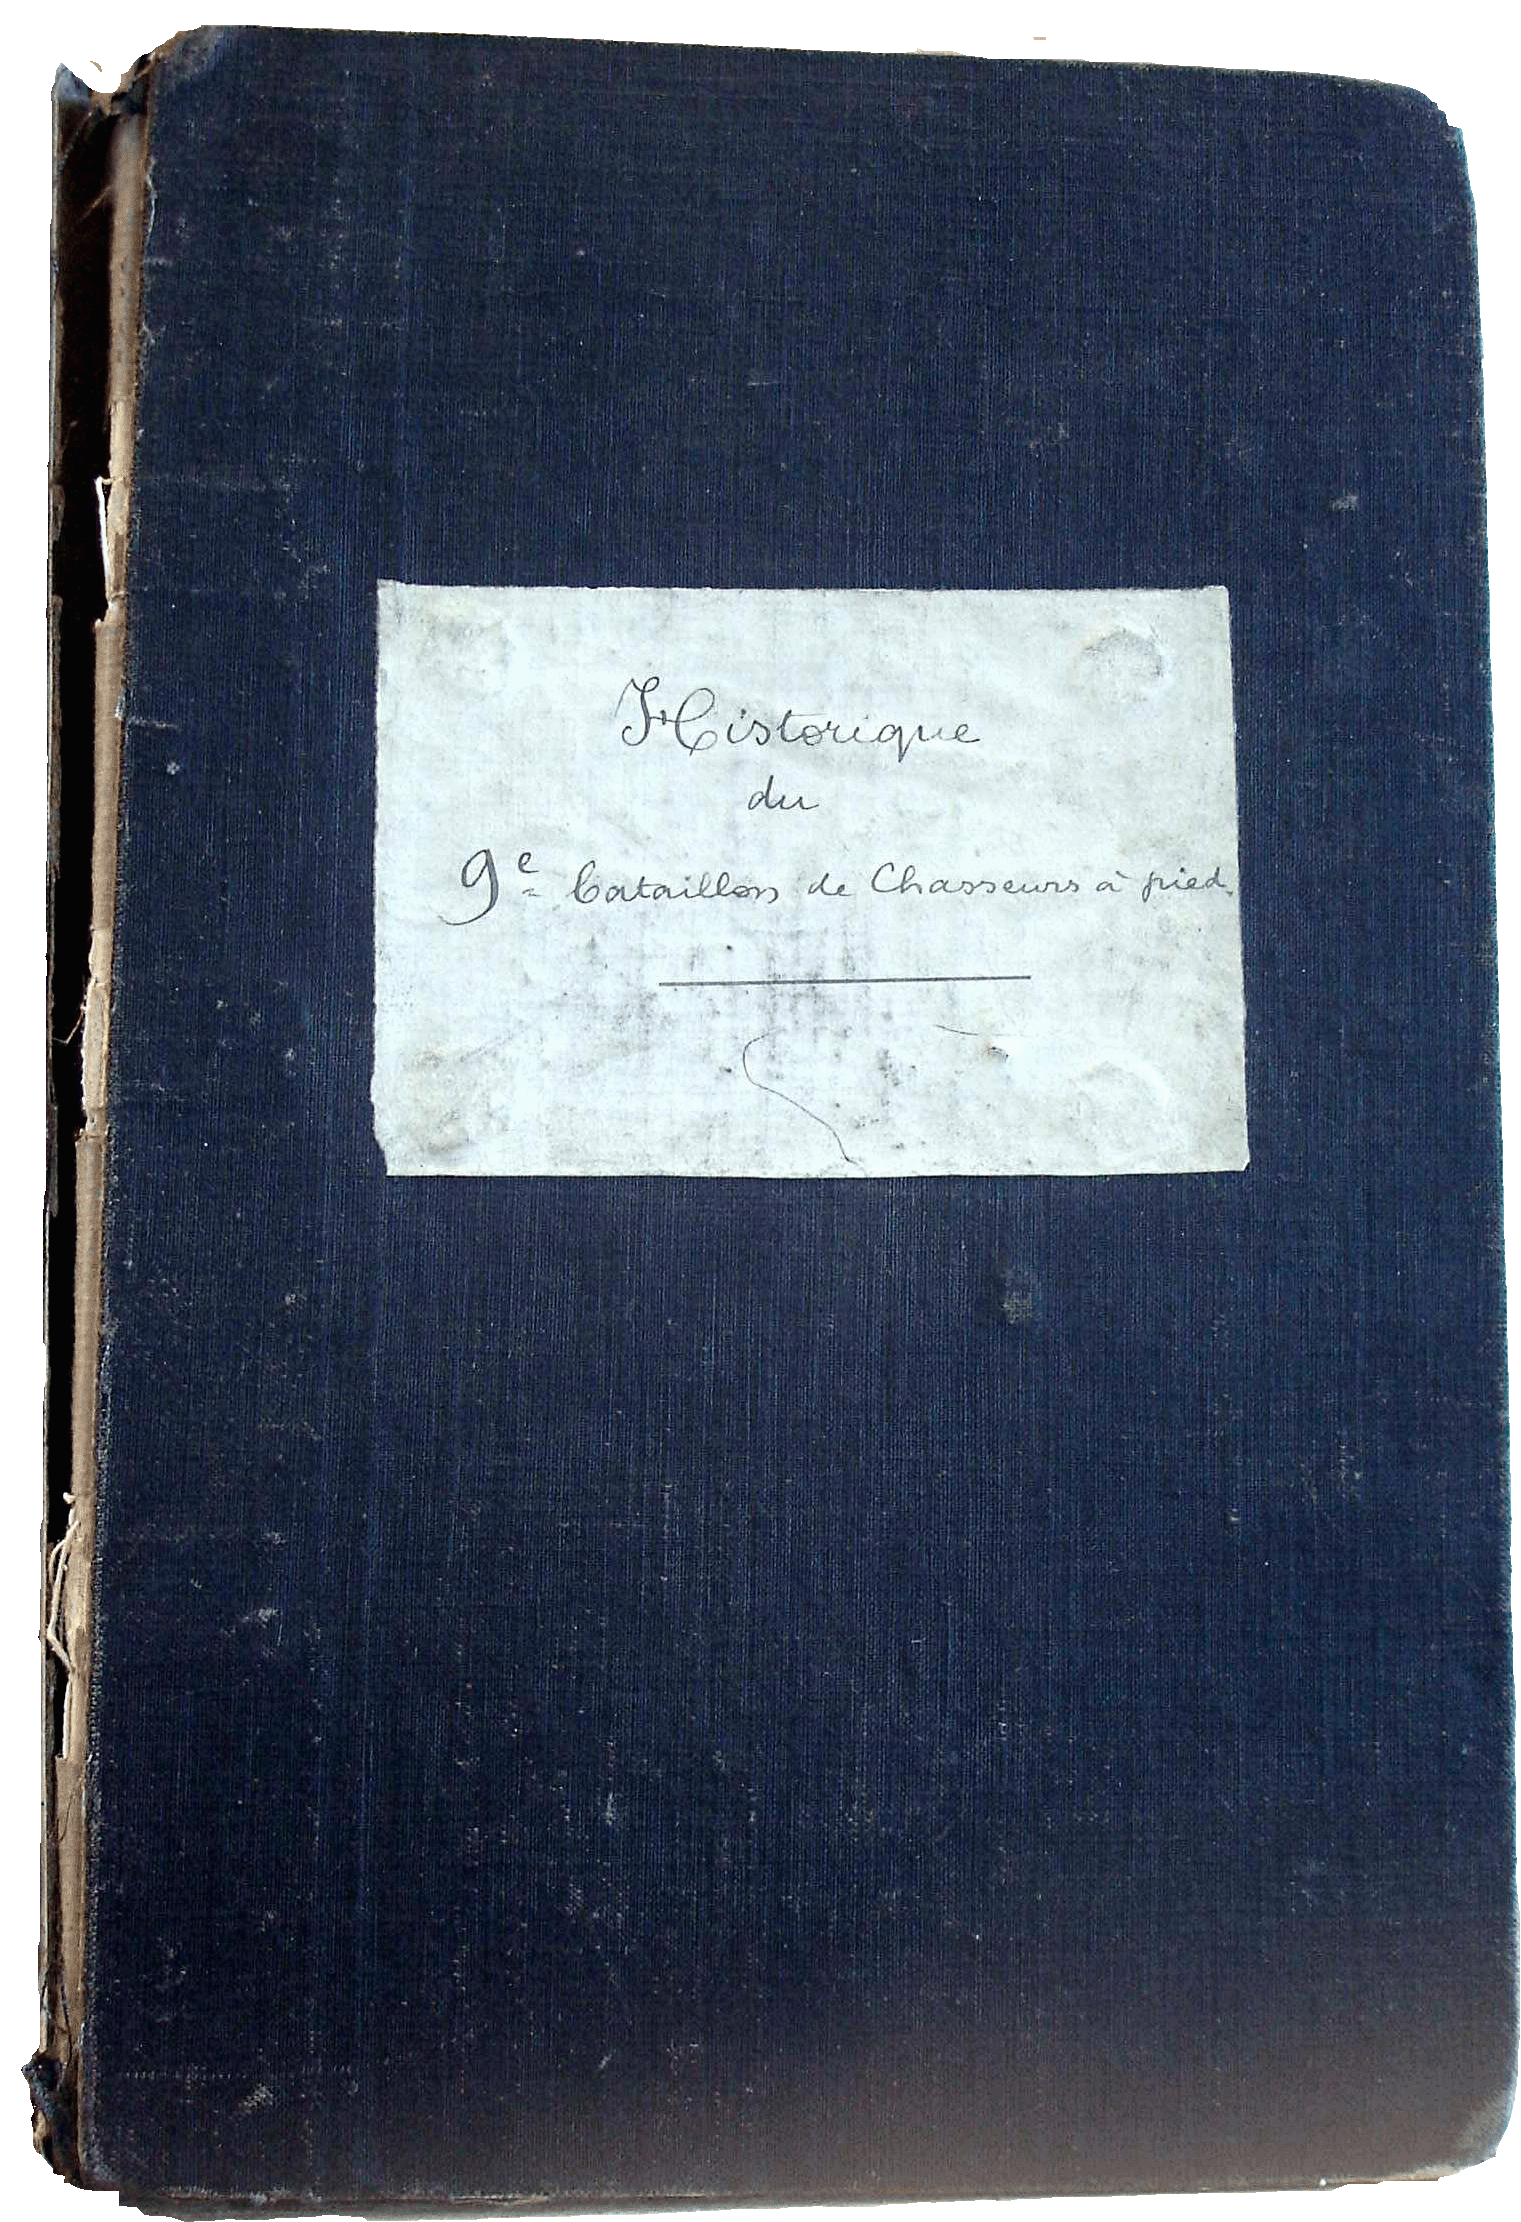 Historique
du
9e bataillon de Chasseurs à pied.